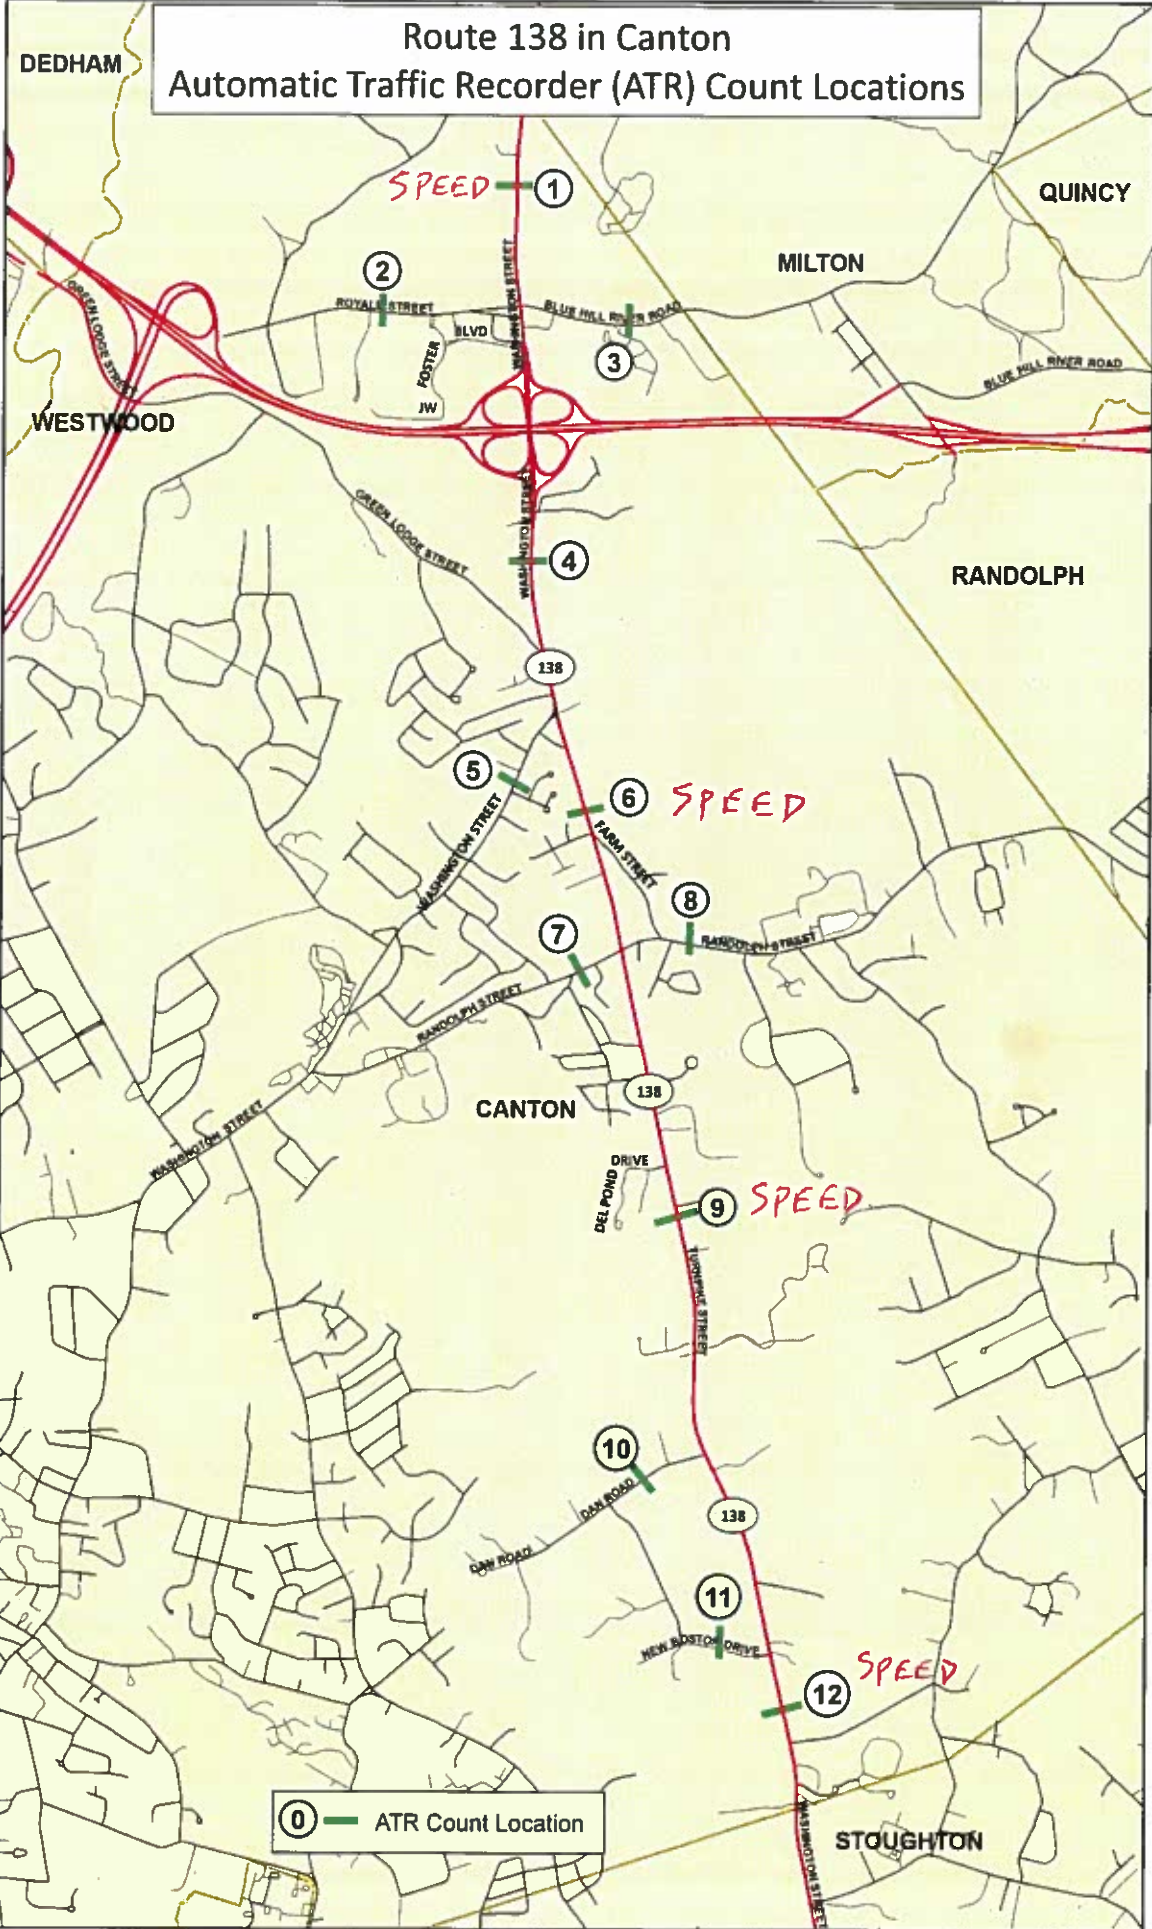 Route 138 in Canton
Automatic Traffic Recorder (ATR) Count Locations
DEDHAM
SPEED
1
QUINCY
MILTON
2
WASHINGTON STREET
ROYALL STREET
BLUE HILL RIVER ROAD
GREEN LODGE STREET
BLVD
FOSTER
3
BLUE HILL RIVER ROAD
JW
WESTWOOD
WASHINGTON STREET
GREEN LODGE STREET
4
RANDOLPH
138
5
6
SPEED
WASHINGTON STREET
FARM STREET
8
7
RANDOLPH STREET
RANDOLPH STREET
138
CANTON
WASHINGTON STREET
DRIVE
DEL POND
9
SPEED
TURNPIKE STREET
10
DAN ROAD
138
DAN ROAD
11
NEW BOSTON DRIVE
SPEED
12
0
ATR Count Location
WASHINGTON STREET
STOUGHTON